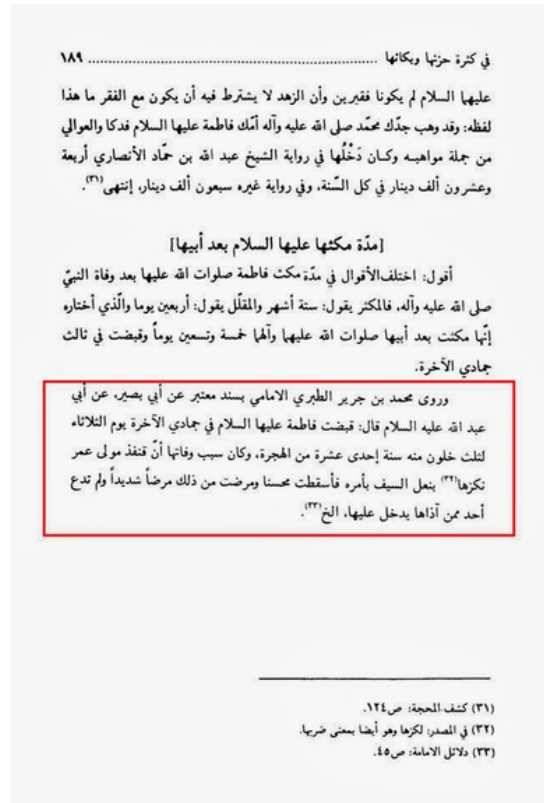 في كثرة حزنها وبكائها ........................................................ ١٨٩
عليهما السلام لم يكونا فقيرين وأن الزهد لا يشترط فيه أن يكون مع الفقر ما هذا
لفظه: وقد وهب جدّك محمّد صلى الله عليه وآله أمّك فاطمة عليها السلام فدكا والعوالي
من جملة مواهبه وكان دَخْلُها في رواية الشيخ عبد الله بن حمّاد الأنصاري أربعة
وعشرون ألف دينار في كل السّنة، وفي رواية غيره سبعون ألف دينار، إنتهى(٣١).
[مدّة مكثها عليها السلام بعد أبيها]
أقول: اختلف الأقوال في مدّة مكث فاطمة صلوات الله عليها بعد وفاة النبيّ
صلى الله عليه وآله، فالمكثر يقول: ستة أشهر والمقلّل يقول: أربعين يوما والّذي أختاره
إنّها مكثت بعد أبيها صلوات الله عليهما وآلهما خمسة وتسعين يوماً وقبضت في ثالث
جمادي الآخرة.
وروى محمد بن جرير الطبري الامامي بسند معتبر عن أبي بصير، عن أبي
عبد الله عليه السلام قال: قبضت فاطمة عليها السلام في جمادي الآخرة يوم الثلاثاء
لثلث خلون منه سنة إحدى عشرة من الهجرة، وكان سبب وفاتها أنّ قنفذ مولى عمر
نكزها(٣٢) بنعل السيف بأمره فأسقطت محسنا ومرضت من ذلك مرضاً شديداً ولم تدع
أحد ممن آذاها يدخل عليها، الخ(٣٣).
(٣١) كشف المحجة: ص١٢٤.
(٣٢) في المصدر: لكزها وهو أيضا بمعنى ضربها.
(٣٣) دلائل الامامة: ص٤٥.